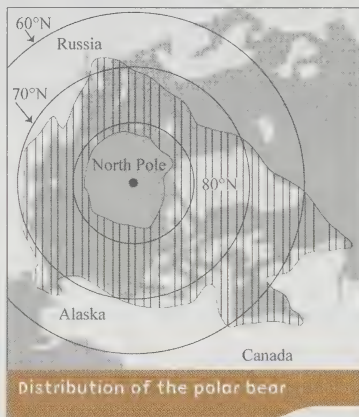 60°N
Russia
70°N
North Pole
80°N
Alaska
Canada
Distribution of the polar bear